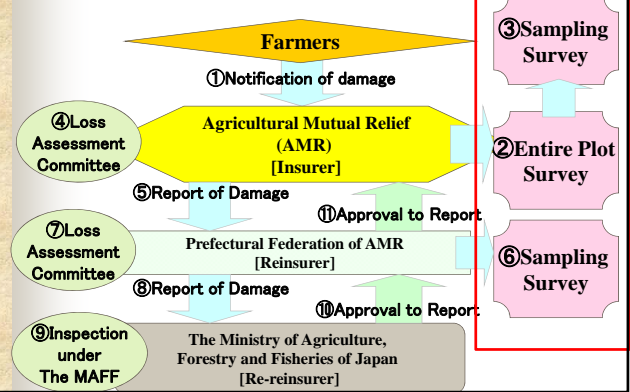 ③Sampling
Survey
Farmers
①Notification of damage
④Loss
Assessment
Committee
Agricultural Mutual Relief
(AMR)
[Insurer]
②Entire Plot
Survey
⑤Report of Damage
⑪Approval to Report
⑦Loss
Assessment
Committee
Prefectural Federation of AMR
[Reinsurer]
⑥Sampling
Survey
⑧Report of Damage
⑩Approval to Report
⑨Inspection
under
The MAFF
The Ministry of Agriculture,
Forestry and Fisheries of Japan
[Re-reinsurer]